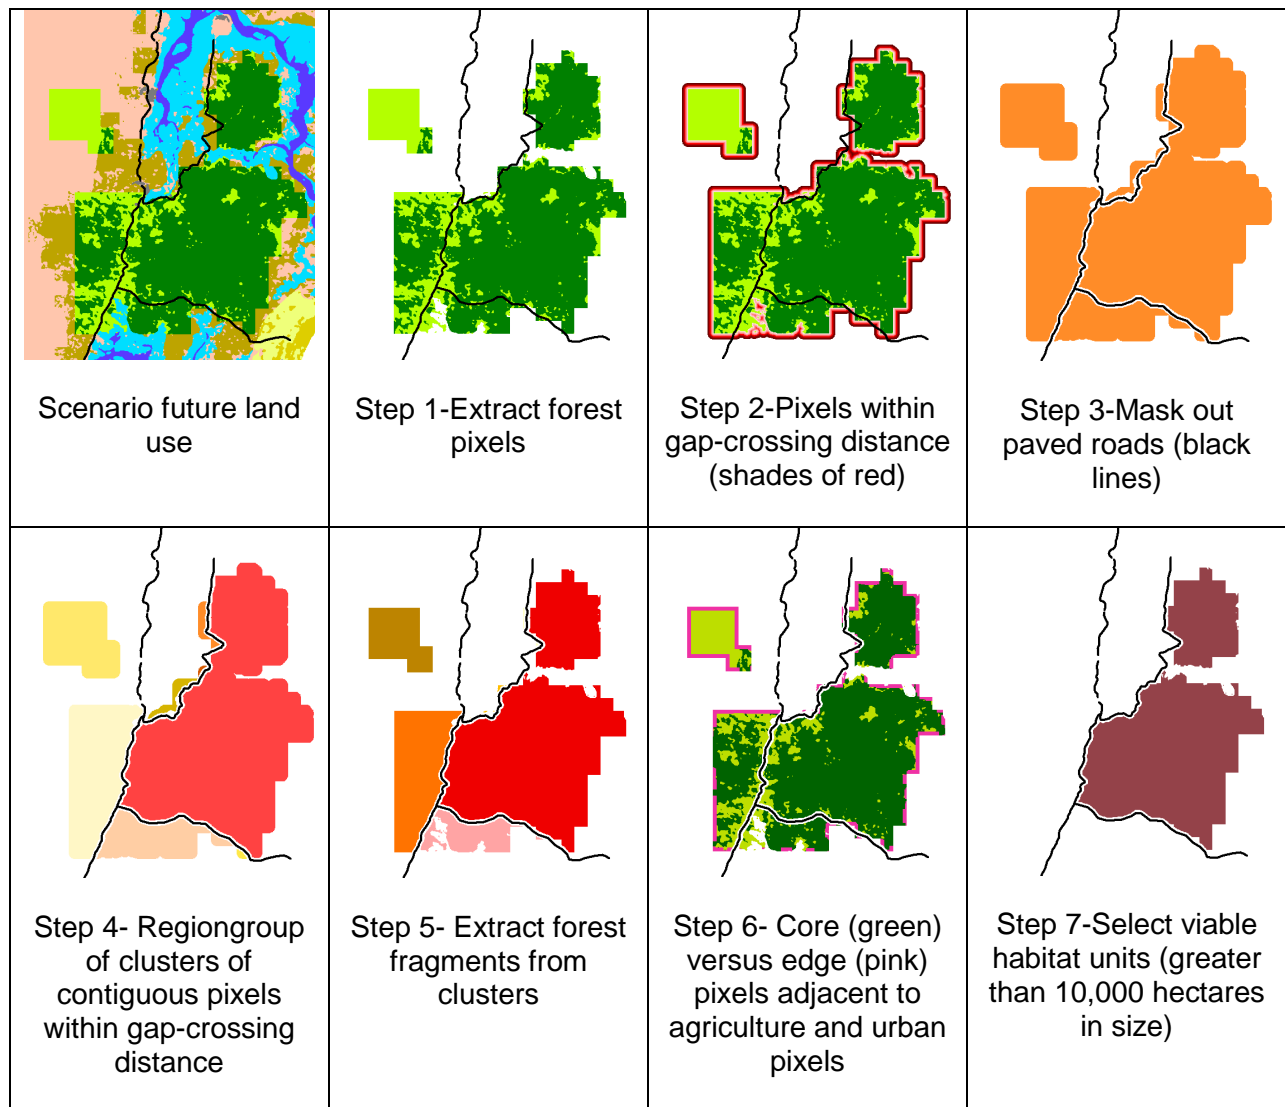 Scenario future land
use
Step 1-Extract forest
pixels
Step 2-Pixels within
gap-crossing distance
(shades of red)
Step 3-Mask out
paved roads (black
lines)
Step 4- Regiongroup
of clusters of
contiguous pixels
within gap-crossing
distance
Step 5- Extract forest
fragments from
clusters
Step 6- Core (green)
versus edge (pink)
pixels adjacent to
agriculture and urban
pixels
Step 7-Select viable
habitat units (greater
than 10,000 hectares
in size)